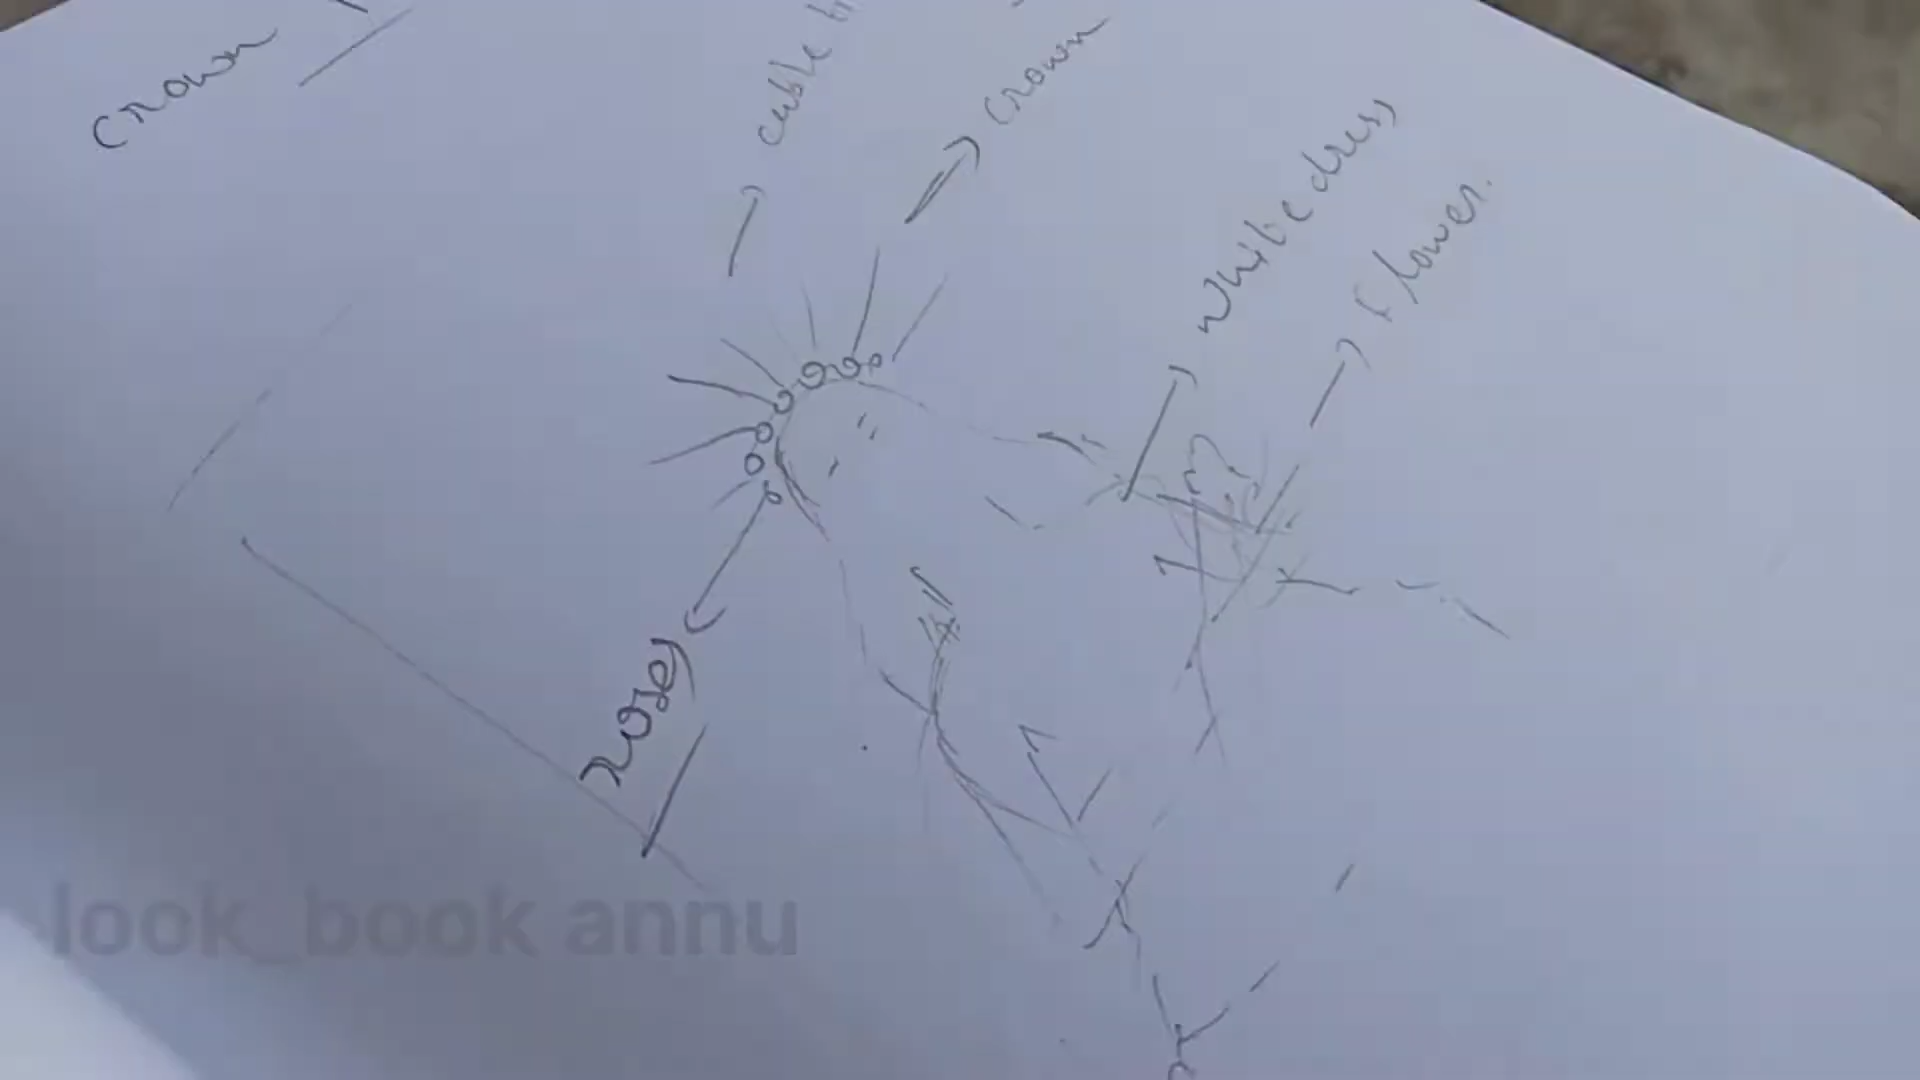 crown
cable
crown
white dress
flower.
roses
look_book annu